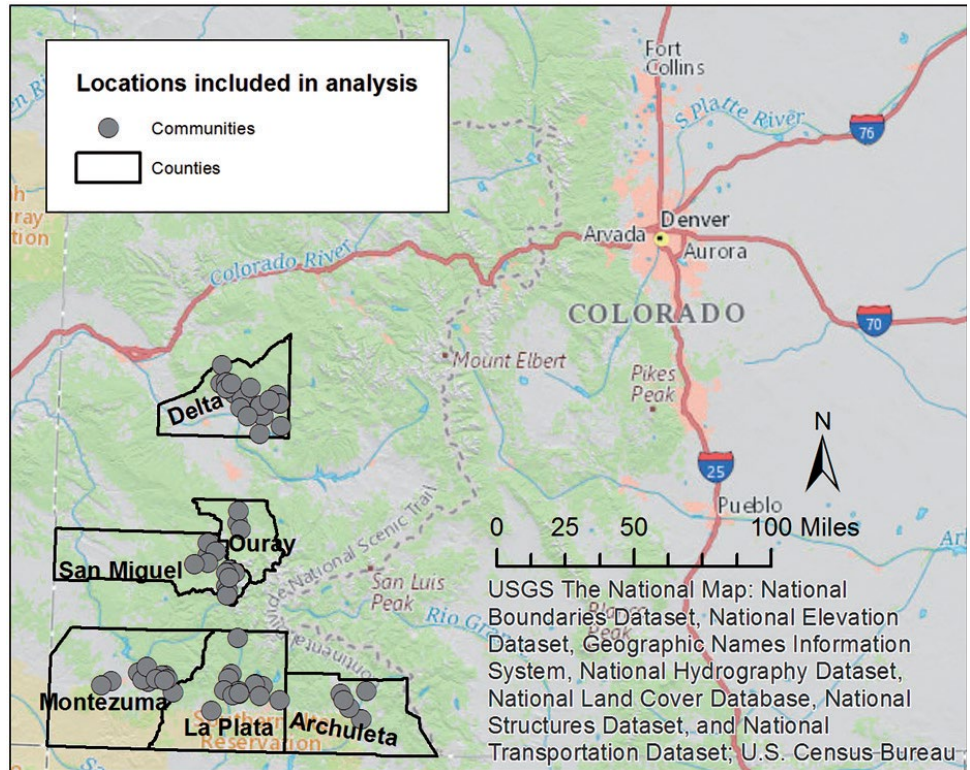 Locations included in analysis
Communities
Counties
Fort
Collins
S Platte River
76
Denver
Arvada
Aurora
Colorado River
COLORADO
70
Mount Elbert
Pikes
Peak
Delta
25
N
Pueblo
0 25 50 100 Miles
Ouray
San Miguel
San Luis
Peak
Rio
USGS The National Map: National
Boundaries Dataset, National Elevation
Dataset, Geographic Names Information
System, National Hydrography Dataset,
National Land Cover Database, National
Structures Dataset, and National
Transportation Dataset; U.S. Census Bureau
National Scenic Trail
Montezuma
La Plata
Archuleta
Reservation